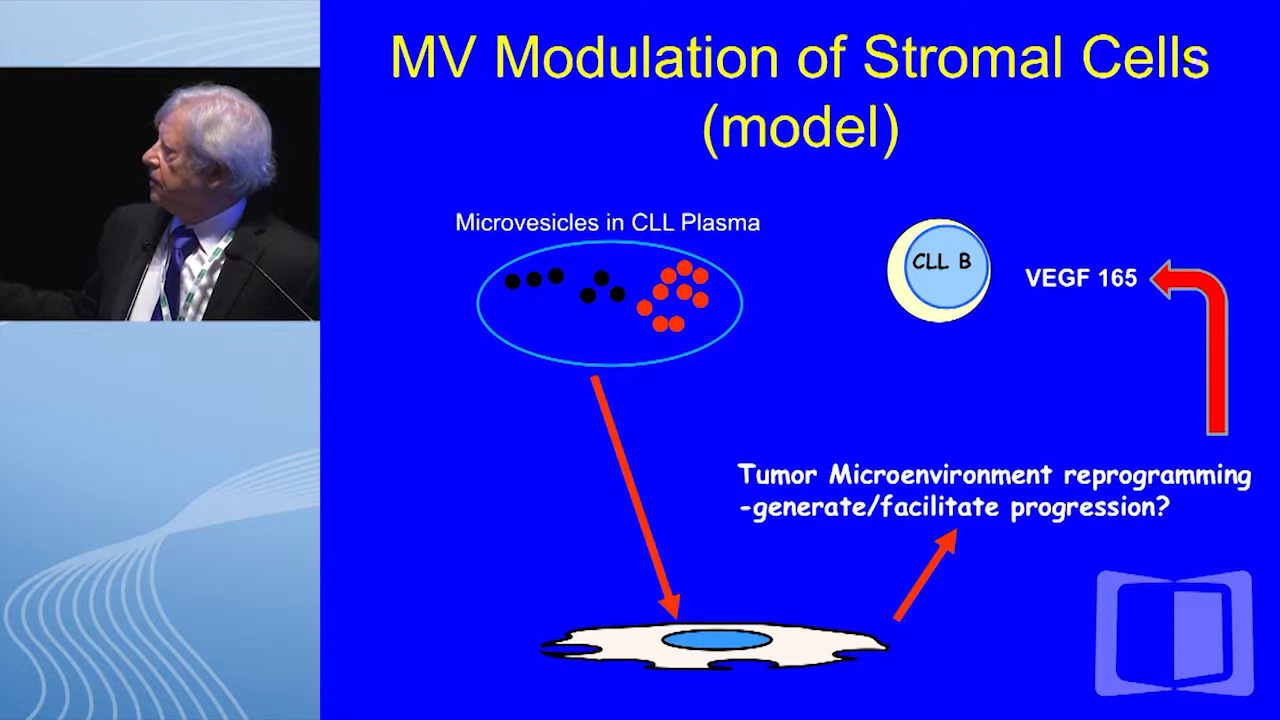 MV Modulation of Stromal Cells
(model)
Microvesicles in CLL Plasma
CLL B
VEGF 165
Tumor Microenvironment reprogramming
-generate/facilitate progression?